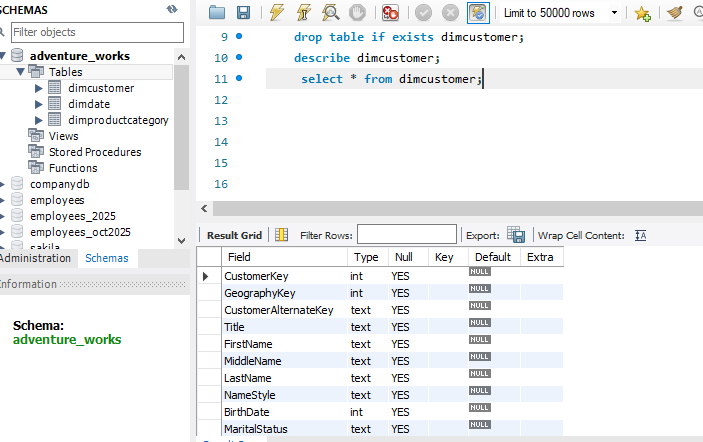 SCHEMAS
Filter objects
adventure_works
Tables
dimcustomer
dimdate
dimproductcategory
Views
Stored Procedures
Functions
companydb
employees
employees_2025
employees_oct2025
sakila
Administration Schemas
Information
Schema:
adventure_works
Limit to 50000 rows
9 drop table if exists dimcustomer;
10 describe dimcustomer;
11 select * from dimcustomer;
12
13
14
15
16
Result Grid Filter Rows: Export: Wrap Cell Content:
Field Type Null Key Default Extra
CustomerKey int YES NULL
GeographyKey int YES NULL
CustomerAlternateKey text YES NULL
Title text YES NULL
FirstName text YES NULL
MiddleName text YES NULL
LastName text YES NULL
NameStyle text YES NULL
BirthDate int YES NULL
MaritalStatus text YES NULL